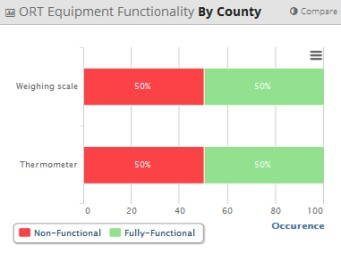 ORT Equipment Functionality By County
Compare
Weighing scale
50%
50%
Thermometer
50%
50%
0 20 40 60 80 100
Occurence
Non-Functional Fully-Functional